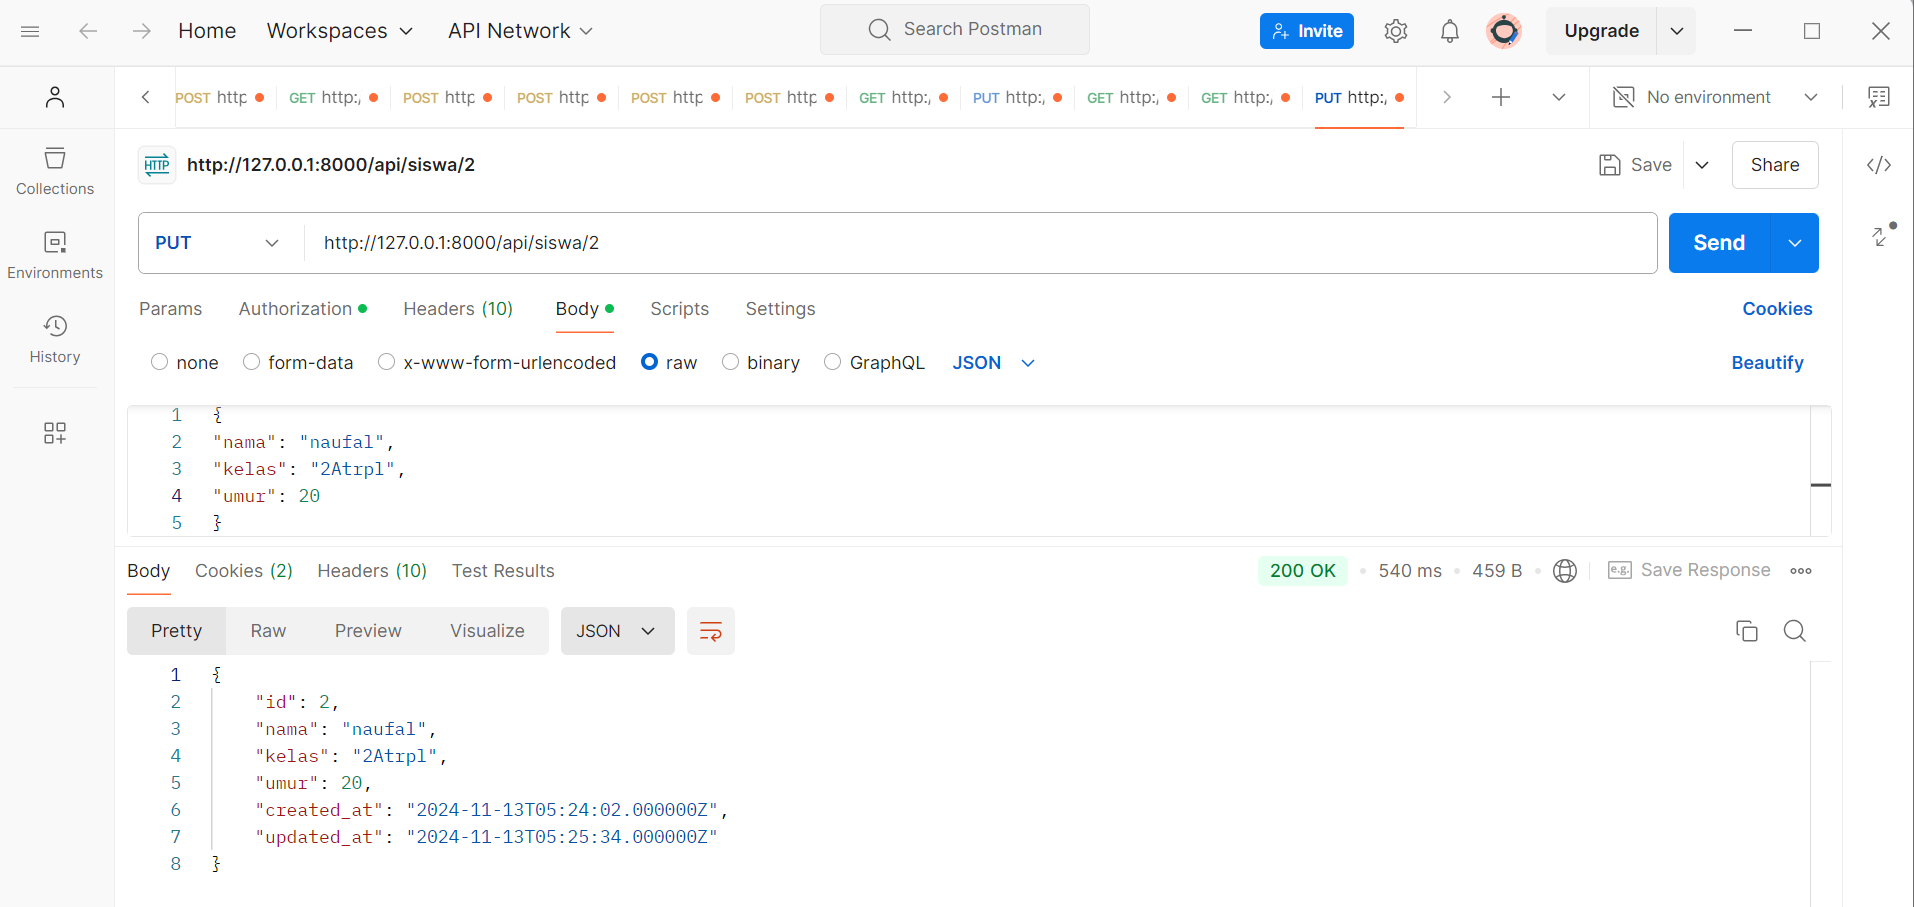 Home Workspaces API Network Search Postman Invite Upgrade
POST http GET http:, POST http POST http POST http POST http GET http:, PUT http:, GET http:, GET http:, PUT http:, No environment
HTTP http://127.0.0.1:8000/api/siswa/2 Save Share
Collections
Environments
History
PUT http://127.0.0.1:8000/api/siswa/2 Send
Params Authorization Headers (10) Body Scripts Settings Cookies
none form-data x-www-form-urlencoded raw binary GraphQL JSON Beautify
1 {
2 "nama": "naufal",
3 "kelas": "2Atrpl",
4 "umur": 20
5 }
Body Cookies (2) Headers (10) Test Results 200 OK 540 ms 459 B e.g. Save Response
Pretty Raw Preview Visualize JSON
1 {
2 "id": 2,
3 "nama": "naufal",
4 "kelas": "2Atrpl",
5 "umur": 20,
6 "created_at": "2024-11-13T05:24:02.000000Z",
7 "updated_at": "2024-11-13T05:25:34.000000Z"
8 }